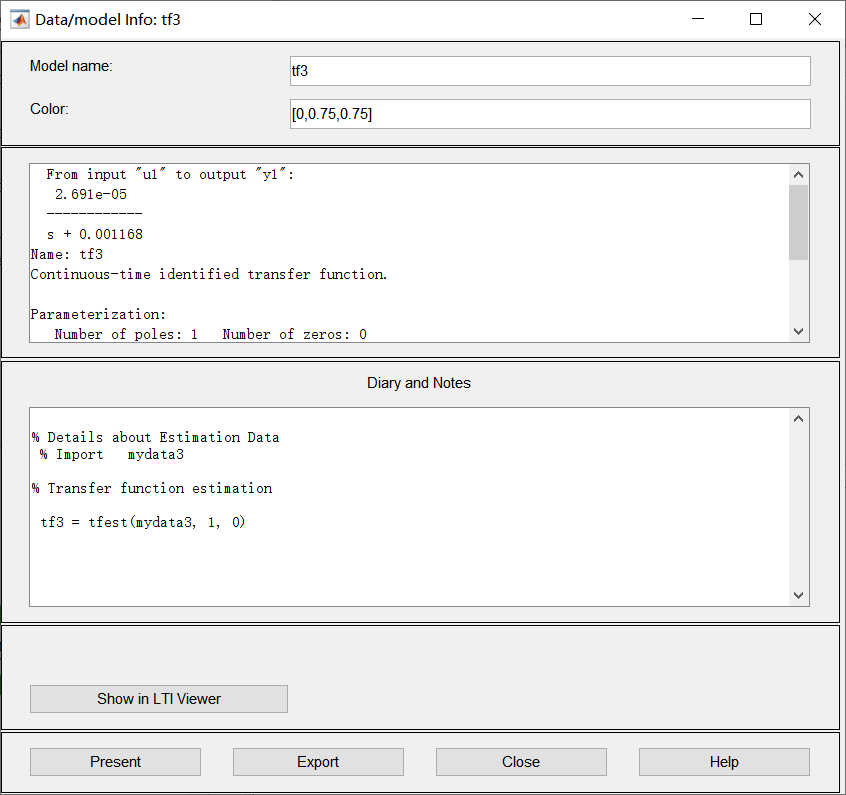 Data/model Info: tf3
Model name:
tf3
Color:
[0,0.75,0.75]
From input "u1" to output "y1":
2.691e-05
------------
s + 0.001168
Name: tf3
Continuous-time identified transfer function.
Parameterization:
Number of poles: 1   Number of zeros: 0
Diary and Notes
% Details about Estimation Data
% Import   mydata3
% Transfer function estimation
tf3 = tfest(mydata3, 1, 0)
Show in LTI Viewer
Present
Export
Close
Help